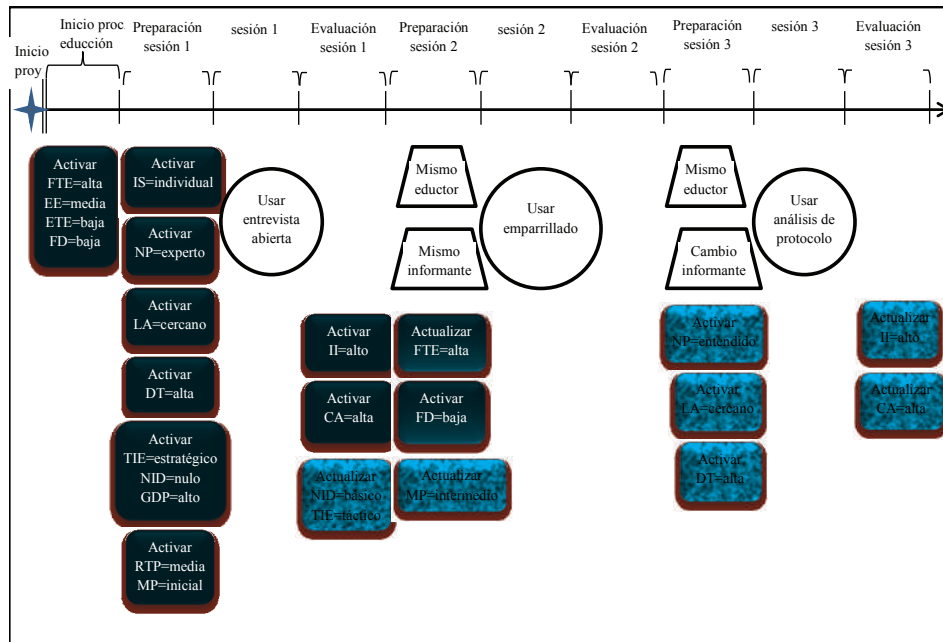 Inicio
proy
Inicio proc
educción
Preparación
sesión 1
sesión 1
Evaluación
sesión 1
Preparación
sesión 2
sesión 2
Evaluación
sesión 2
Preparación
sesión 3
sesión 3
Evaluación
sesión 3
Activar
FTE=alta
EE=media
ETE=baja
FD=baja
Activar
IS=individual
Activar
NP=experto
Activar
LA=cercano
Activar
DT=alta
Activar
TIE=estratégico
NID=nulo
GDP=alto
Activar
RTP=media
MP=inicial
Usar
entrevista
abierta
Activar
II=alto
Activar
CA=alta
Actualizar
NID=básico
TIE=táctico
Mismo
eductor
Mismo
informante
Actualizar
FTE=alta
Activar
FD=baja
Actualizar
MP=intermedio
Usar
emparrillado
Mismo
eductor
Cambio
informante
Activar
NP=entendido
Activar
LA=cercano
Activar
DT=alta
Usar
análisis de
protocolo
Actualizar
II=alto
Actualizar
CA=alta